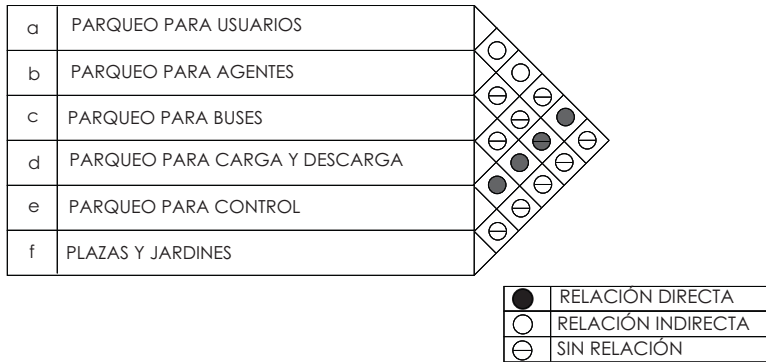 a PARQUEO PARA USUARIOS
b PARQUEO PARA AGENTES
c PARQUEO PARA BUSES
d PARQUEO PARA CARGA Y DESCARGA
e PARQUEO PARA CONTROL
f PLAZAS Y JARDINES
RELACIÓN DIRECTA
RELACIÓN INDIRECTA
SIN RELACIÓN